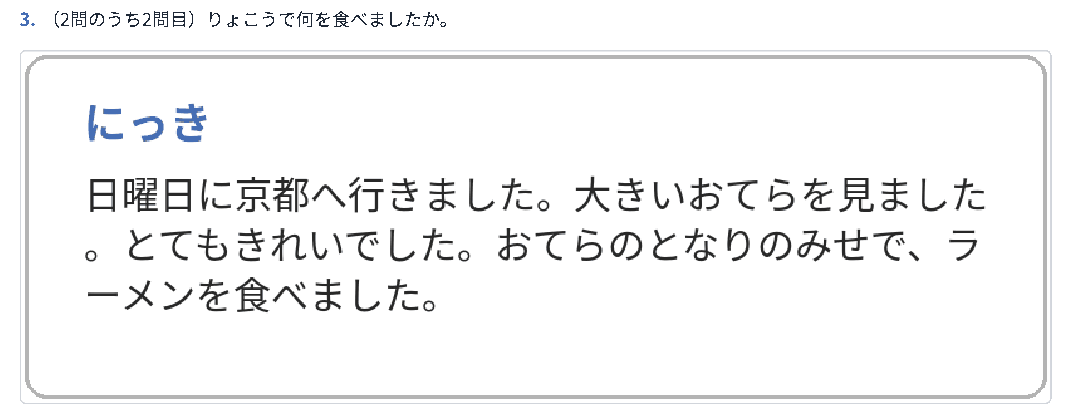 3. （2問のうち2問目）りょこうで何を食べましたか。
にっき
日曜日に京都へ行きました。大きいおてらを見ました
。とてもきれいでした。おてらのとなりのみせで、ラ
ーメンを食べました。